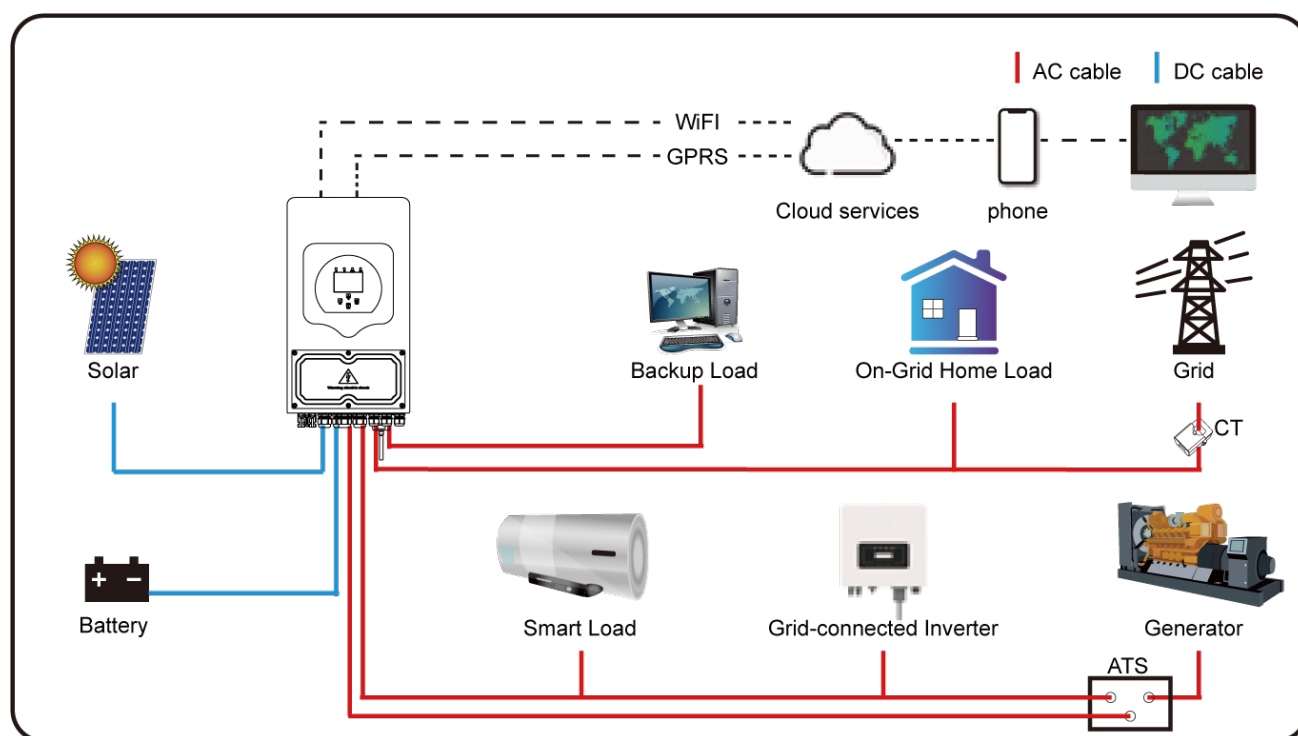 AC cable
DC cable
WiFI
GPRS
Cloud services
phone
Solar
Backup Load
On-Grid Home Load
Grid
CT
Battery
Smart Load
Grid-connected Inverter
Generator
ATS